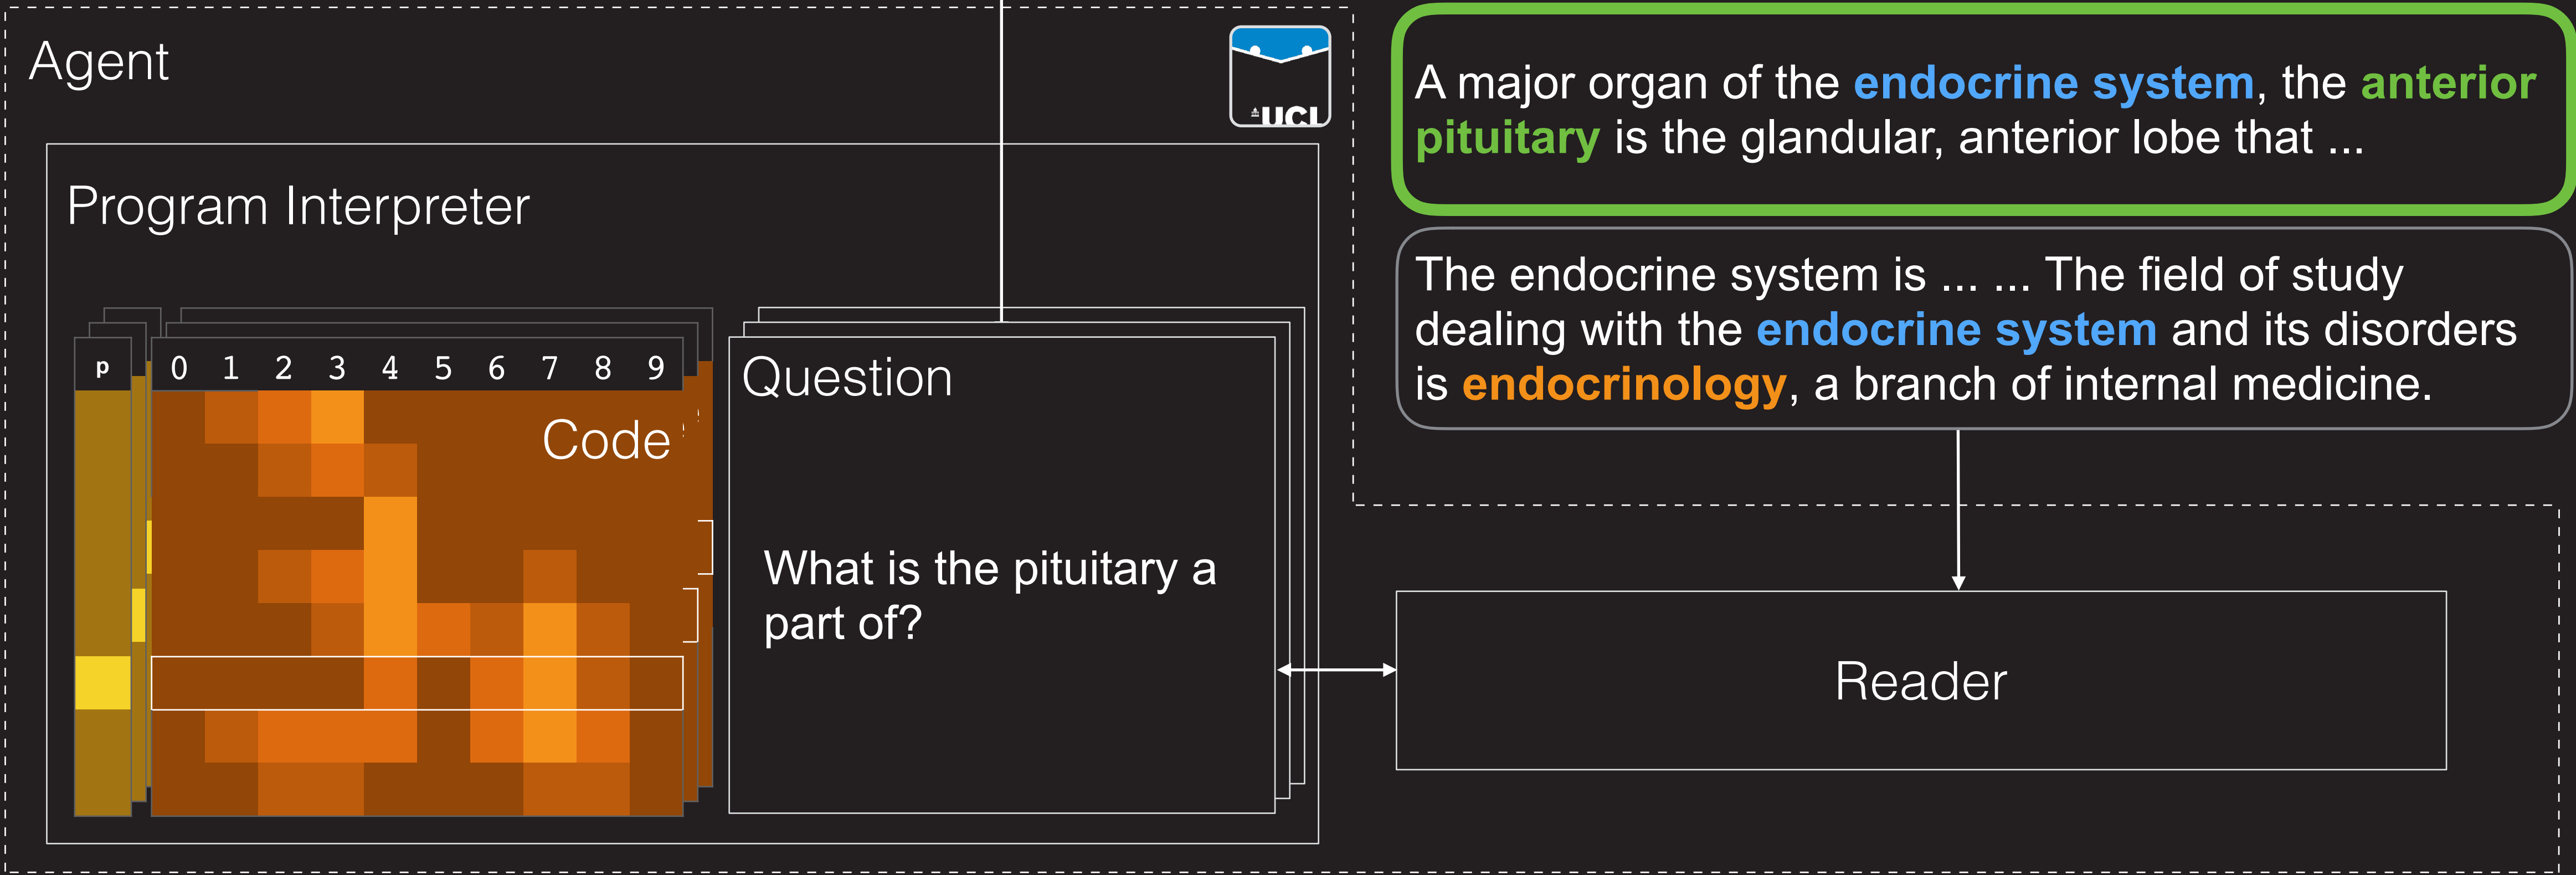 Agent
UCL
Program Interpreter
p
0 1 2 3 4 5 6 7 8 9
Code
Question
What is the pituitary a
part of?
A major organ of the endocrine system, the anterior
pituitary is the glandular, anterior lobe that ...
The endocrine system is ... ... The field of study
dealing with the endocrine system and its disorders
is endocrinology, a branch of internal medicine.
Reader